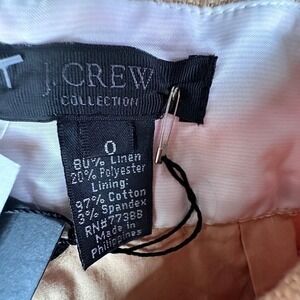 J.CREW
COLLECTION
0
80% Linen
20% Polyester
Lining:
97% Cotton
3% Spandex
RN#77388
Made in
Philippines